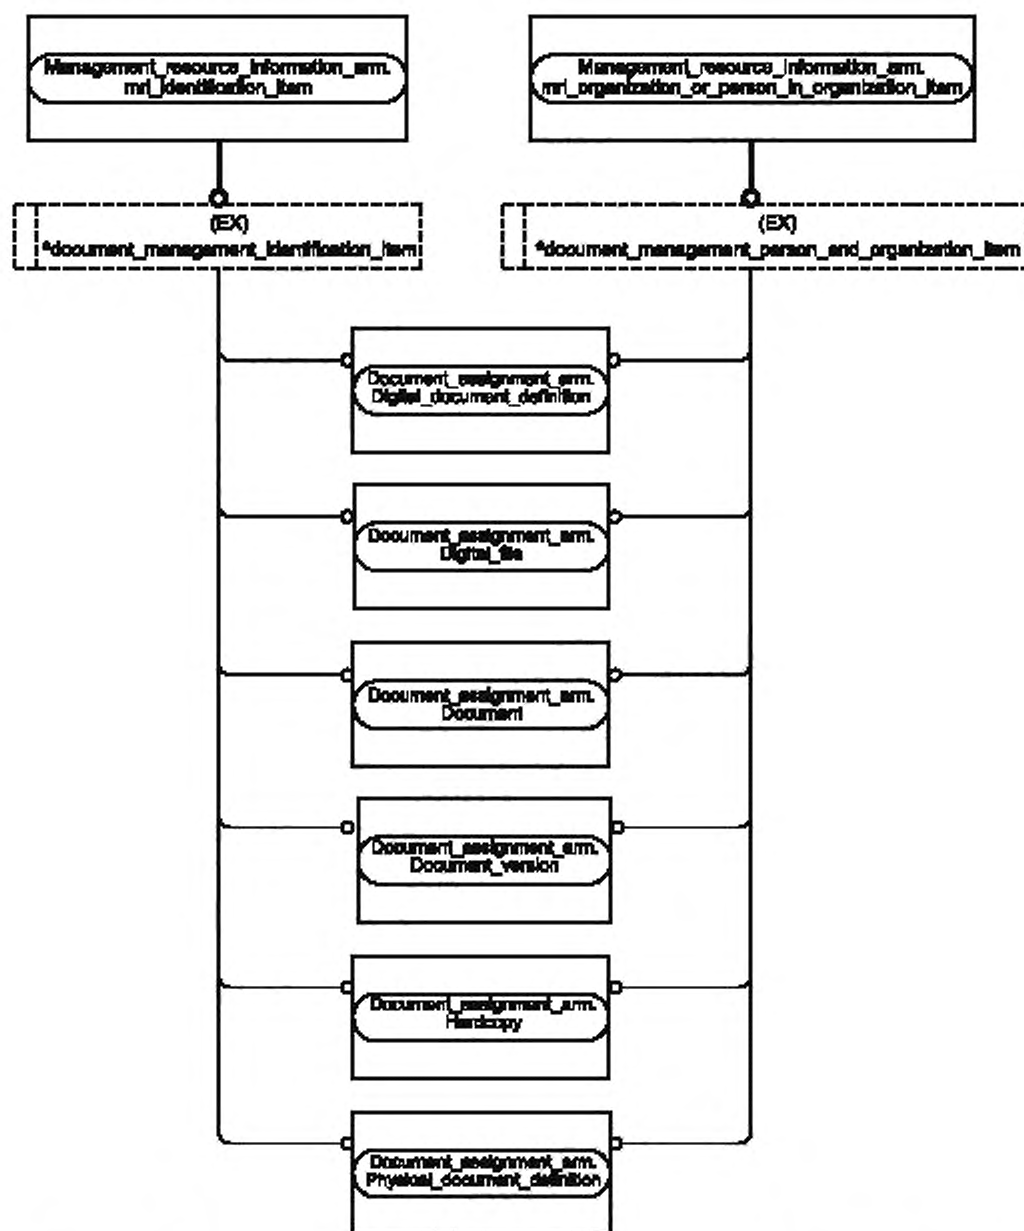 Management_resource_information_arm.
mri_identification_item
Management_resource_information_arm.
mri_organization_or_person_in_organization_item
(EX)
*document_management_identification_item
(EX)
*document_management_person_and_organization_item
Document_assignment_arm.
Digital_document_definition
Document_assignment_arm.
Digital_file
Document_assignment_arm.
Document
Document_assignment_arm.
Document_version
Document_assignment_arm.
Hardcopy
Document_assignment_arm.
Physical_document_definition